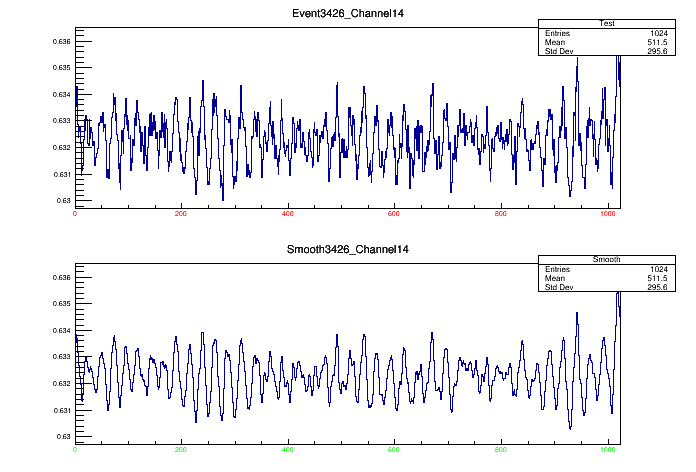 Event3426_Channel14
Test
Entries 1024
Mean 511.5
Std Dev 295.6
0.636
0.635
0.634
0.633
0.632
0.631
0.63
0 200 400 600 800 1000
Smooth3426_Channel14
Smooth
Entries 1024
Mean 511.5
Std Dev 295.6
0.636
0.635
0.634
0.633
0.632
0.631
0.63
0 200 400 600 800 1000